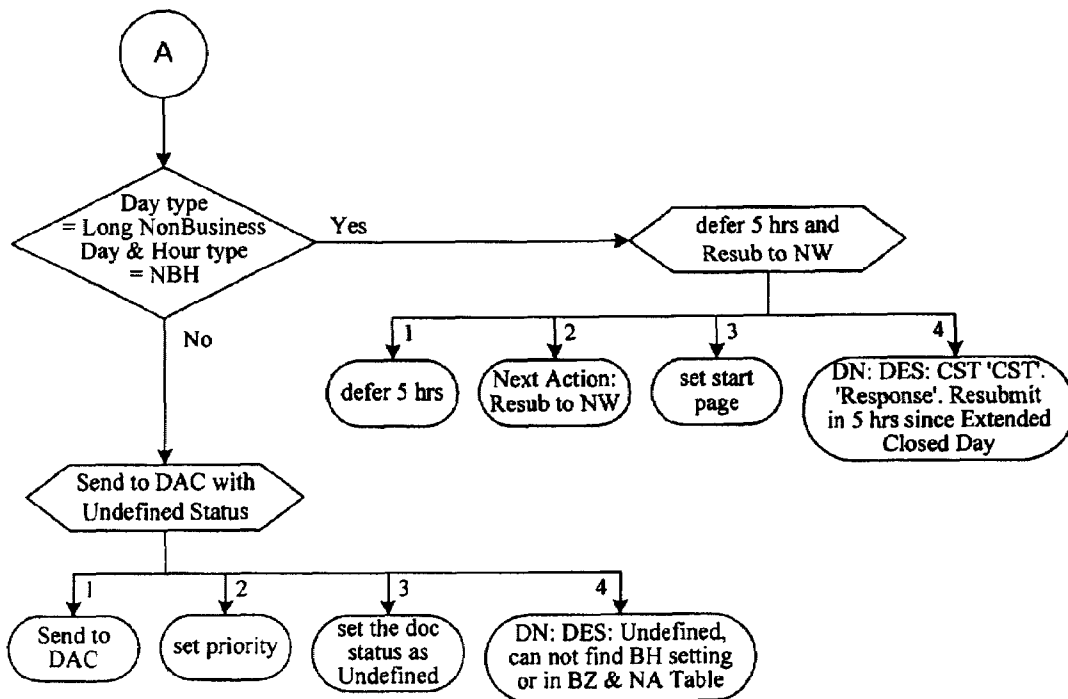 A
Day type
= Long NonBusiness
Day & Hour type
= NBH
Yes
defer 5 hrs and
Resub to NW
No
1
2
3
4
defer 5 hrs
Next Action:
Resub to NW
set start
page
DN: DES: CST 'CST'.
'Response'. Resubmit
in 5 hrs since Extended
Closed Day
Send to DAC with
Undefined Status
1
2
3
4
Send to
DAC
set priority
set the doc
status as
Undefined
DN: DES: Undefined,
can not find BH setting
or in BZ & NA Table